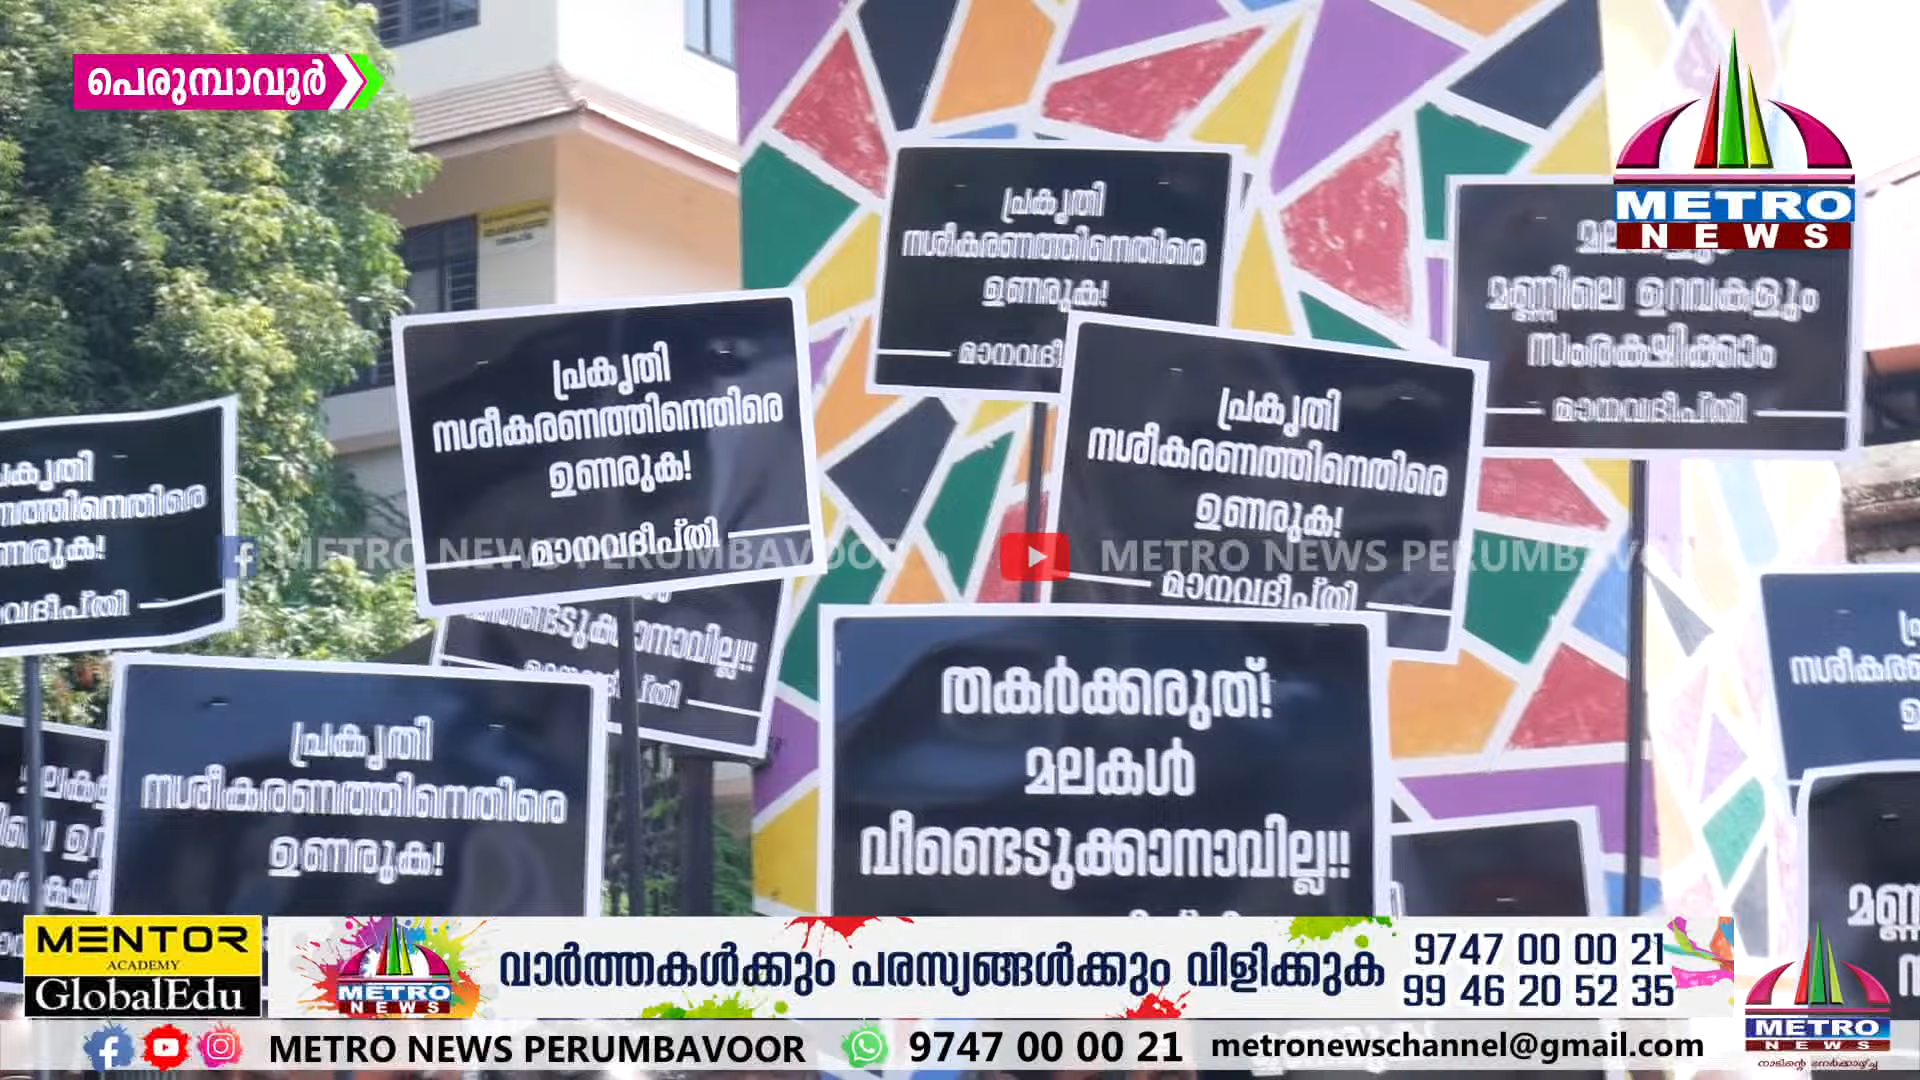 പെരുമ്പാവൂർ
METRO
NEWS
പ്രകൃതി
നശീകരണത്തിനെതിരെ
ഉണരുക!
മണ്ണിലെ ഉറവകളും
സംരക്ഷിക്കാം
മാനവദീപ്തി
പ്രകൃതി
നശീകരണത്തിനെതിരെ
ഉണരുക!
മാനവദീപ്തി
പ്രകൃതി
നശീകരണത്തിനെതിരെ
ഉണരുക!
മാനവദീപ്തി
METRO NEWS PERUMBAVOOR
METRO NEWS PERUMBAV
തകർക്കരുത്!
മലകൾ
വീണ്ടെടുക്കാനാവില്ല!!
പ്രകൃതി
നശീകരണത്തിനെതിരെ
ഉണരുക!
MENTOR
ACADEMY
GlobalEdu
METRO
NEWS
വാർത്തകൾക്കും പരസ്യങ്ങൾക്കും വിളിക്കുക
9747 00 00 21
99 46 20 52 35
METRO NEWS PERUMBAVOOR
9747 00 00 21
metronewschannel@gmail.com
METRO
NEWS
നാടിന്റെ നേർക്കാഴ്ച്ച